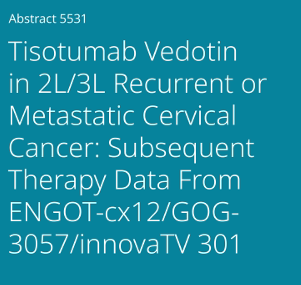 Abstract 5531
Tisotumab Vedotin
in 2L/3L Recurrent or
Metastatic Cervical
Cancer: Subsequent
Therapy Data From
ENGOT-cx12/GOG-
3057/innovaTV 301